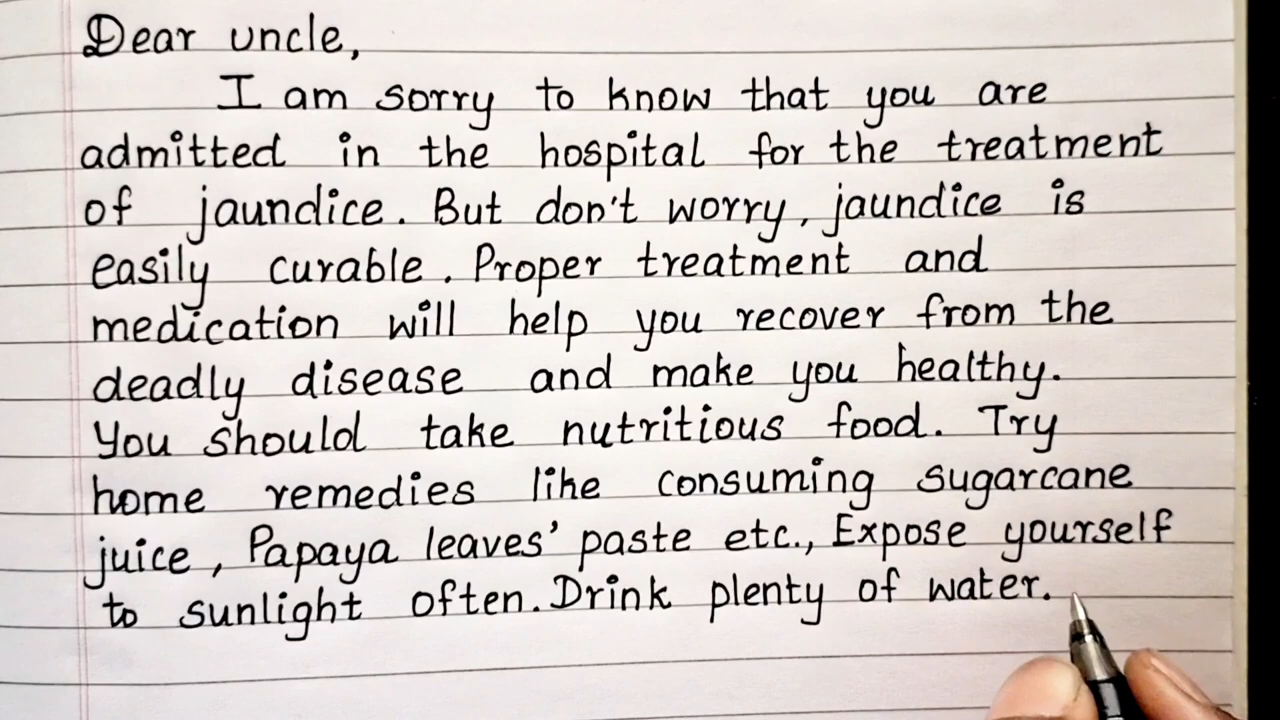 Dear uncle,
I am sorry to know that you are
admitted in the hospital for the treatment
of jaundice. But don't worry, jaundice is
easily curable. Proper treatment and
medication will help you recover from the
deadly disease and make you healthy.
You should take nutritious food. Try
home remedies like consuming sugarcane
juice, Papaya leaves' paste etc., Expose yourself
to sunlight often. Drink plenty of water.